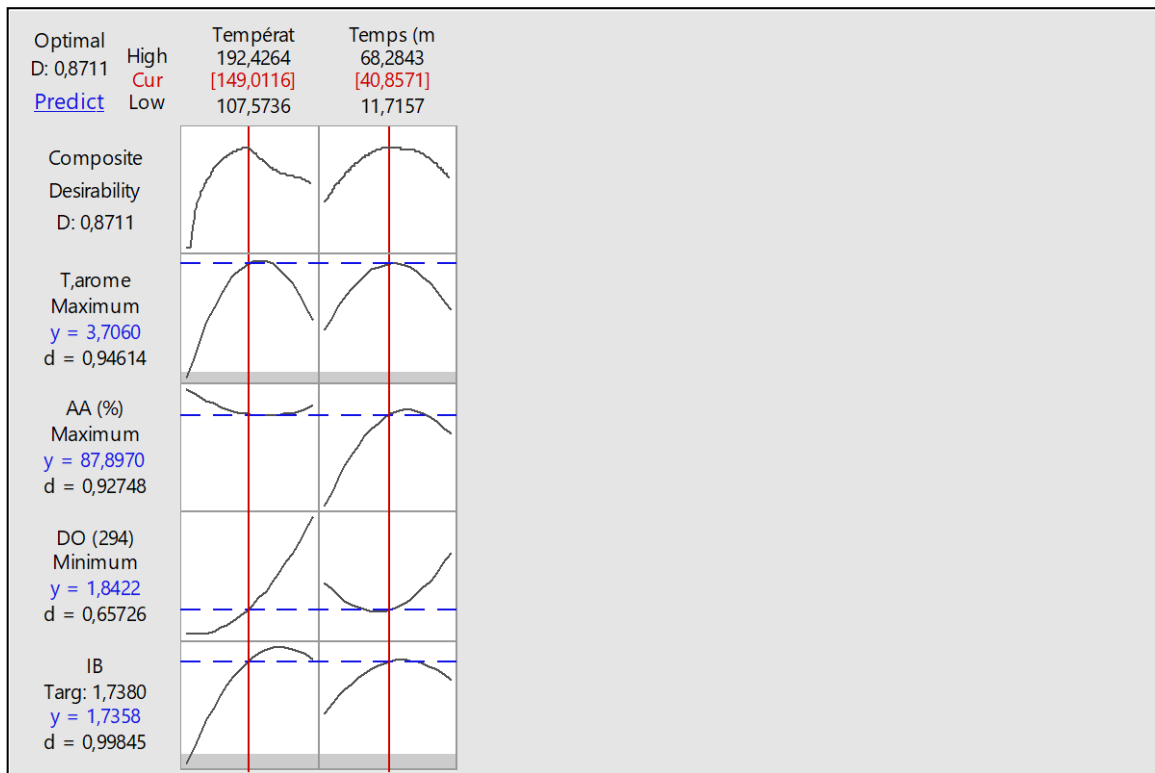 Optimal
D: 0,8711
Predict
High
Cur
Low
Températ
192,4264
[149,0116]
107,5736
Temps (m
68,2843
[40,8571]
11,7157
Composite
Desirability
D: 0,8711
T,arome
Maximum
y = 3,7060
d = 0,94614
AA (%)
Maximum
y = 87,8970
d = 0,92748
DO (294)
Minimum
y = 1,8422
d = 0,65726
IB
Targ: 1,7380
y = 1,7358
d = 0,99845